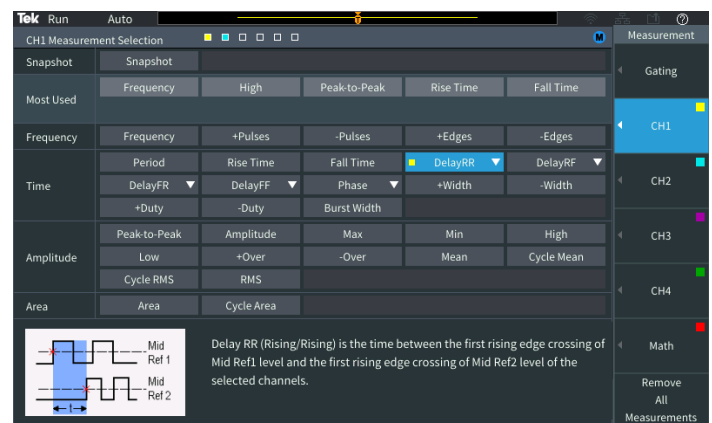 Tek Run Auto
CH1 Measurement Selection M Measurement
Snapshot Snapshot
Gating
Most Used Frequency High Peak-to-Peak Rise Time Fall Time
CH1
Frequency Frequency +Pulses -Pulses +Edges -Edges
Time Period Rise Time Fall Time DelayRR DelayRF
DelayFR DelayFF Phase +Width -Width
CH2
+Duty -Duty Burst Width
Amplitude Peak-to-Peak Amplitude Max Min High
CH3
Low +Over -Over Mean Cycle Mean
Cycle RMS RMS
CH4
Area Area Cycle Area
Mid
Ref 1
Mid
Ref 2
t
Delay RR (Rising/Rising) is the time between the first rising edge crossing of
Mid Ref1 level and the first rising edge crossing of Mid Ref2 level of the
selected channels.
Math
Remove
All
Measurements